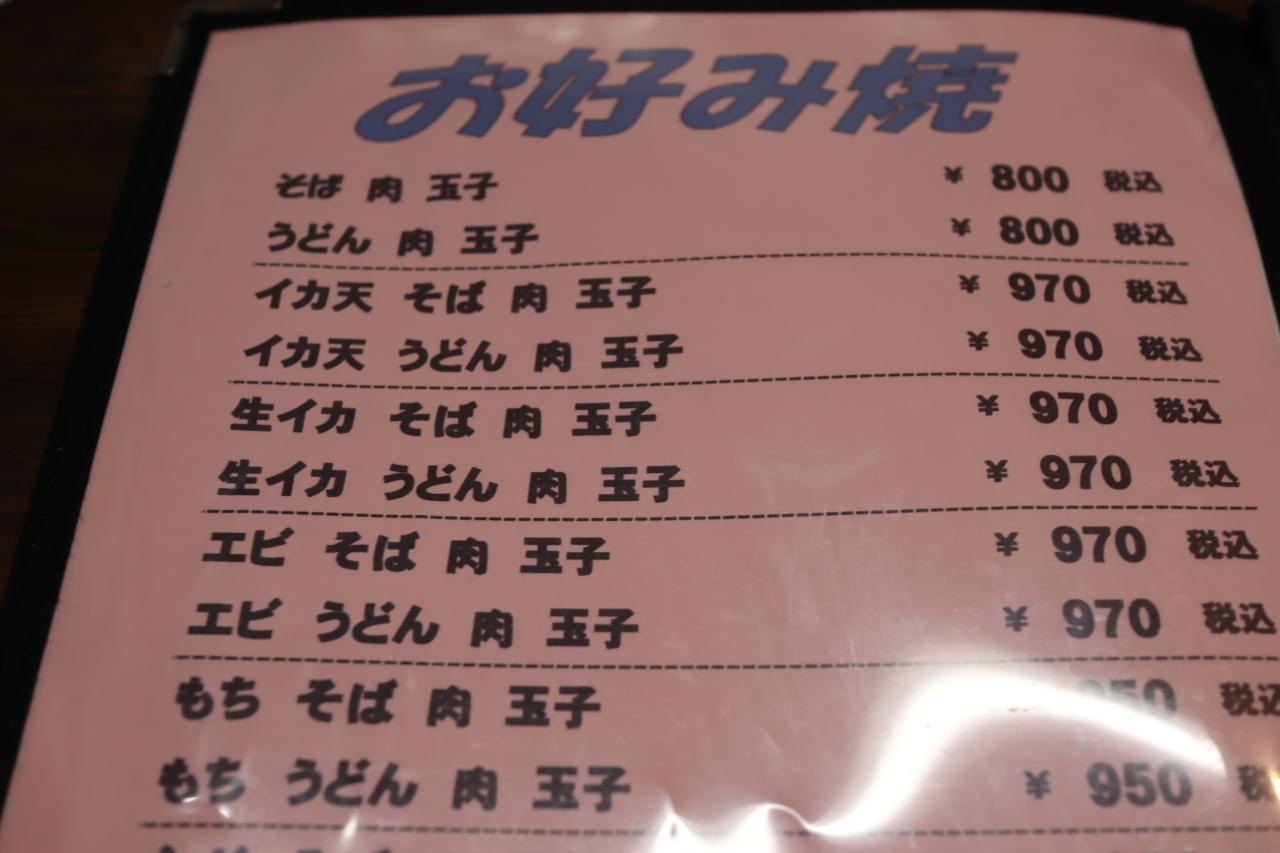 お好み焼
そば 肉 玉子 ¥ 800 税込
うどん 肉 玉子 ¥ 800 税込
イカ天 そば 肉 玉子 ¥ 970 税込
イカ天 うどん 肉 玉子 ¥ 970 税込
生イカ そば 肉 玉子 ¥ 970 税込
生イカ うどん 肉 玉子 ¥ 970 税込
エビ そば 肉 玉子 ¥ 970 税込
エビ うどん 肉 玉子 ¥ 970 税込
もち そば 肉 玉子 税込
もち うどん 肉 玉子 ¥ 950 税